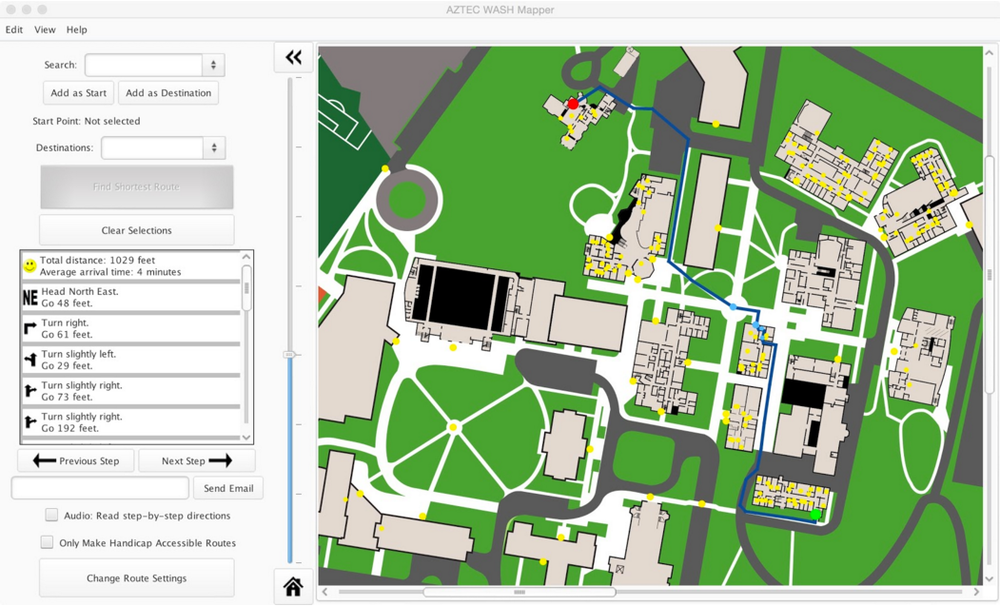 AZTEC WASH Mapper
Edit View Help
Search:
Add as Start Add as Destination
Start Point: Not selected
Destinations:
Find Shortest Route
Clear Selections
Total distance: 1029 feet
Average arrival time: 4 minutes
NE Head North East.
Go 48 feet.
Turn right.
Go 61 feet.
Turn slightly left.
Go 29 feet.
Turn slightly right.
Go 73 feet.
Turn slightly right.
Go 192 feet.
Previous Step Next Step
Send Email
Audio: Read step-by-step directions
Only Make Handicap Accessible Routes
Change Route Settings